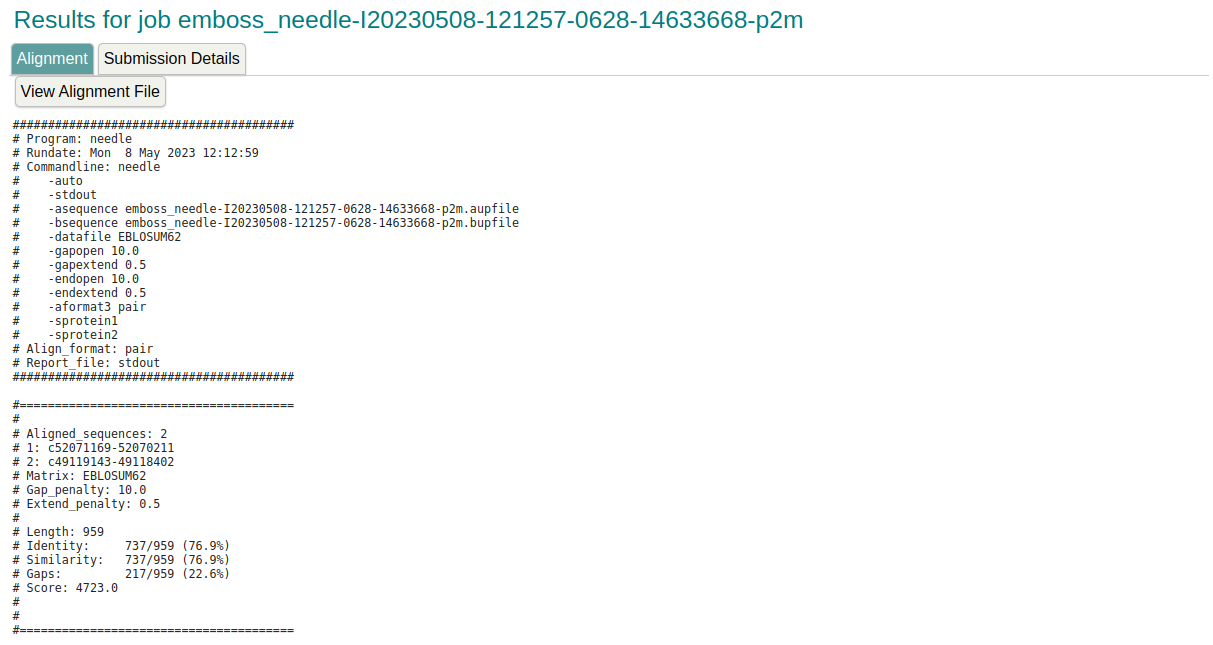 Results for job emboss_needle-I20230508-121257-0628-14633668-p2m
Alignment Submission Details
View Alignment File
########################################
# Program: needle
# Rundate: Mon  8 May 2023 12:12:59
# Commandline: needle
#    -auto
#    -stdout
#    -asequence emboss_needle-I20230508-121257-0628-14633668-p2m.aupfile
#    -bsequence emboss_needle-I20230508-121257-0628-14633668-p2m.bupfile
#    -datafile EBLOSUM62
#    -gapopen 10.0
#    -gapextend 0.5
#    -endopen 10.0
#    -endextend 0.5
#    -aformat3 pair
#    -sprotein1
#    -sprotein2
# Align_format: pair
# Report_file: stdout
########################################
#=======================================
#
# Aligned_sequences: 2
# 1: c52071169-52070211
# 2: c49119143-49118402
# Matrix: EBLOSUM62
# Gap_penalty: 10.0
# Extend_penalty: 0.5
#
# Length: 959
# Identity:     737/959 (76.9%)
# Similarity:   737/959 (76.9%)
# Gaps:         217/959 (22.6%)
# Score: 4723.0
#
#
#=======================================